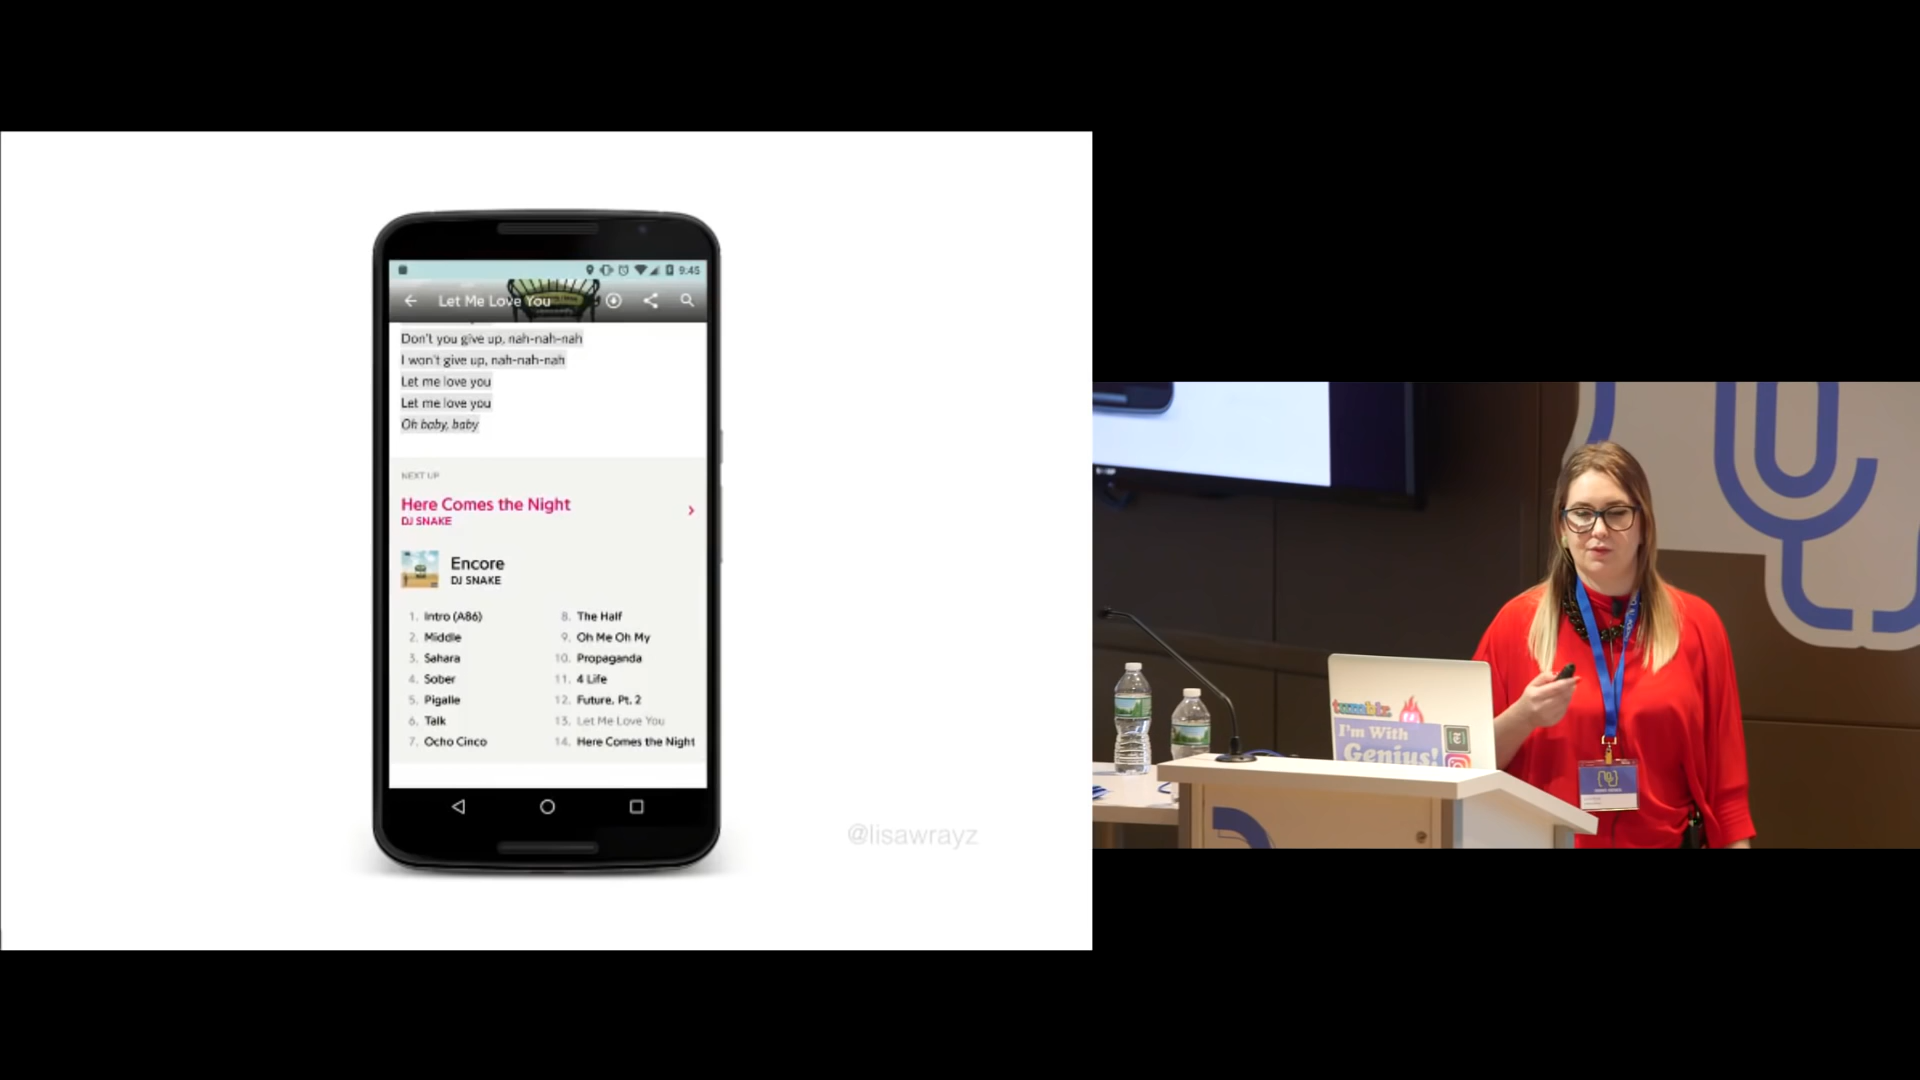 9:45
Let Me Love You
Don't you give up, nah-nah-nah
I won't give up, nah-nah-nah
Let me love you
Let me love you
Oh baby, baby
NEXT UP
Here Comes the Night
DJ SNAKE
Encore
DJ SNAKE
1. Intro (A86)
2. Middle
3. Sahara
4. Sober
5. Pigalle
6. Talk
7. Ocho Cinco
8. The Half
9. Oh Me Oh My
10. Propaganda
11. 4 Life
12. Future, Pt. 2
13. Let Me Love You
14. Here Comes the Night
@lisawrayz
tumblr.
I'm With
Genius!